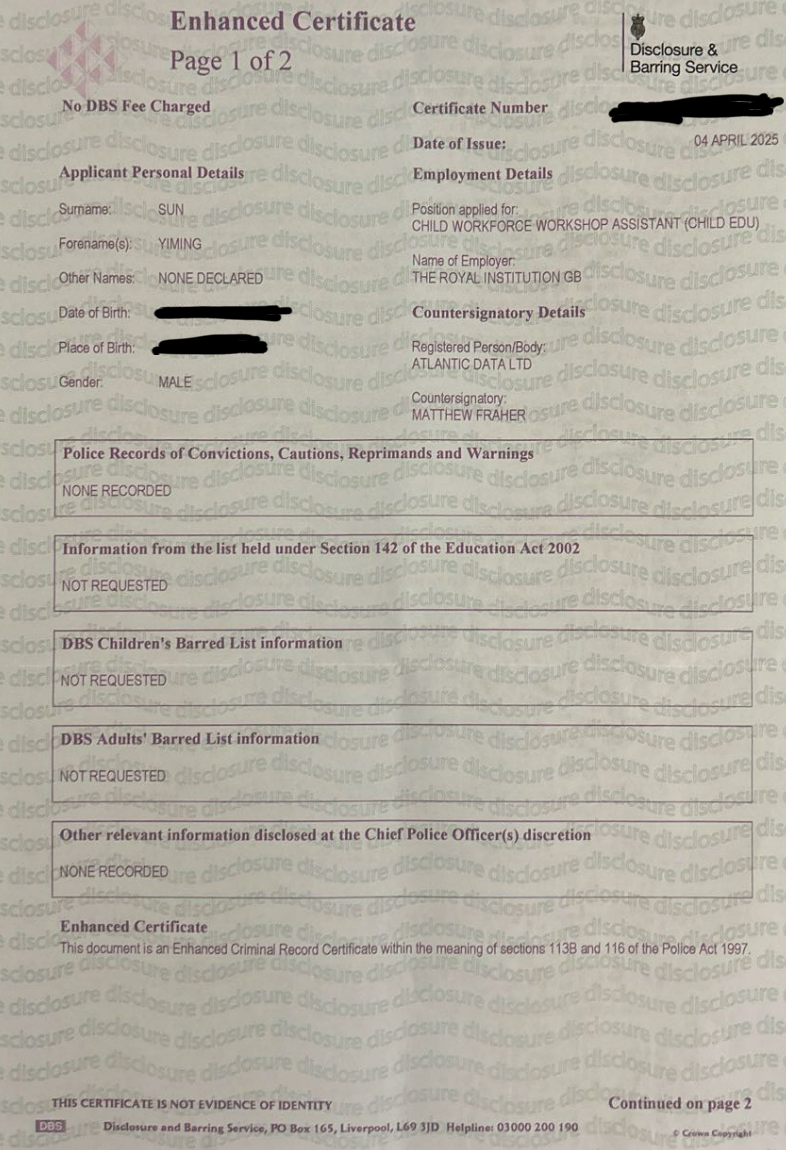 Enhanced Certificate
Page 1 of 2
Disclosure &
Barring Service
No DBS Fee Charged
Certificate Number
Date of Issue: 04 APRIL 2025
Applicant Personal Details
Surname: SUN
Forename(s): YIMING
Other Names: NONE DECLARED
Date of Birth:
Place of Birth:
Gender: MALE
Employment Details
Position applied for:
CHILD WORKFORCE WORKSHOP ASSISTANT (CHILD EDU)
Name of Employer:
THE ROYAL INSTITUTION GB
Countersignatory Details
Registered Person/Body:
ATLANTIC DATA LTD
Countersignatory:
MATTHEW FRAHER
Police Records of Convictions, Cautions, Reprimands and Warnings
NONE RECORDED
Information from the list held under Section 142 of the Education Act 2002
NOT REQUESTED
DBS Children's Barred List information
NOT REQUESTED
DBS Adults' Barred List information
NOT REQUESTED
Other relevant information disclosed at the Chief Police Officer(s) discretion
NONE RECORDED
Enhanced Certificate
This document is an Enhanced Criminal Record Certificate within the meaning of sections 113B and 116 of the Police Act 1997.
THIS CERTIFICATE IS NOT EVIDENCE OF IDENTITY
Continued on page 2
DBS Disclosure and Barring Service, PO Box 165, Liverpool, L69 3JD Helpline: 03000 200 190
© Crown Copyright